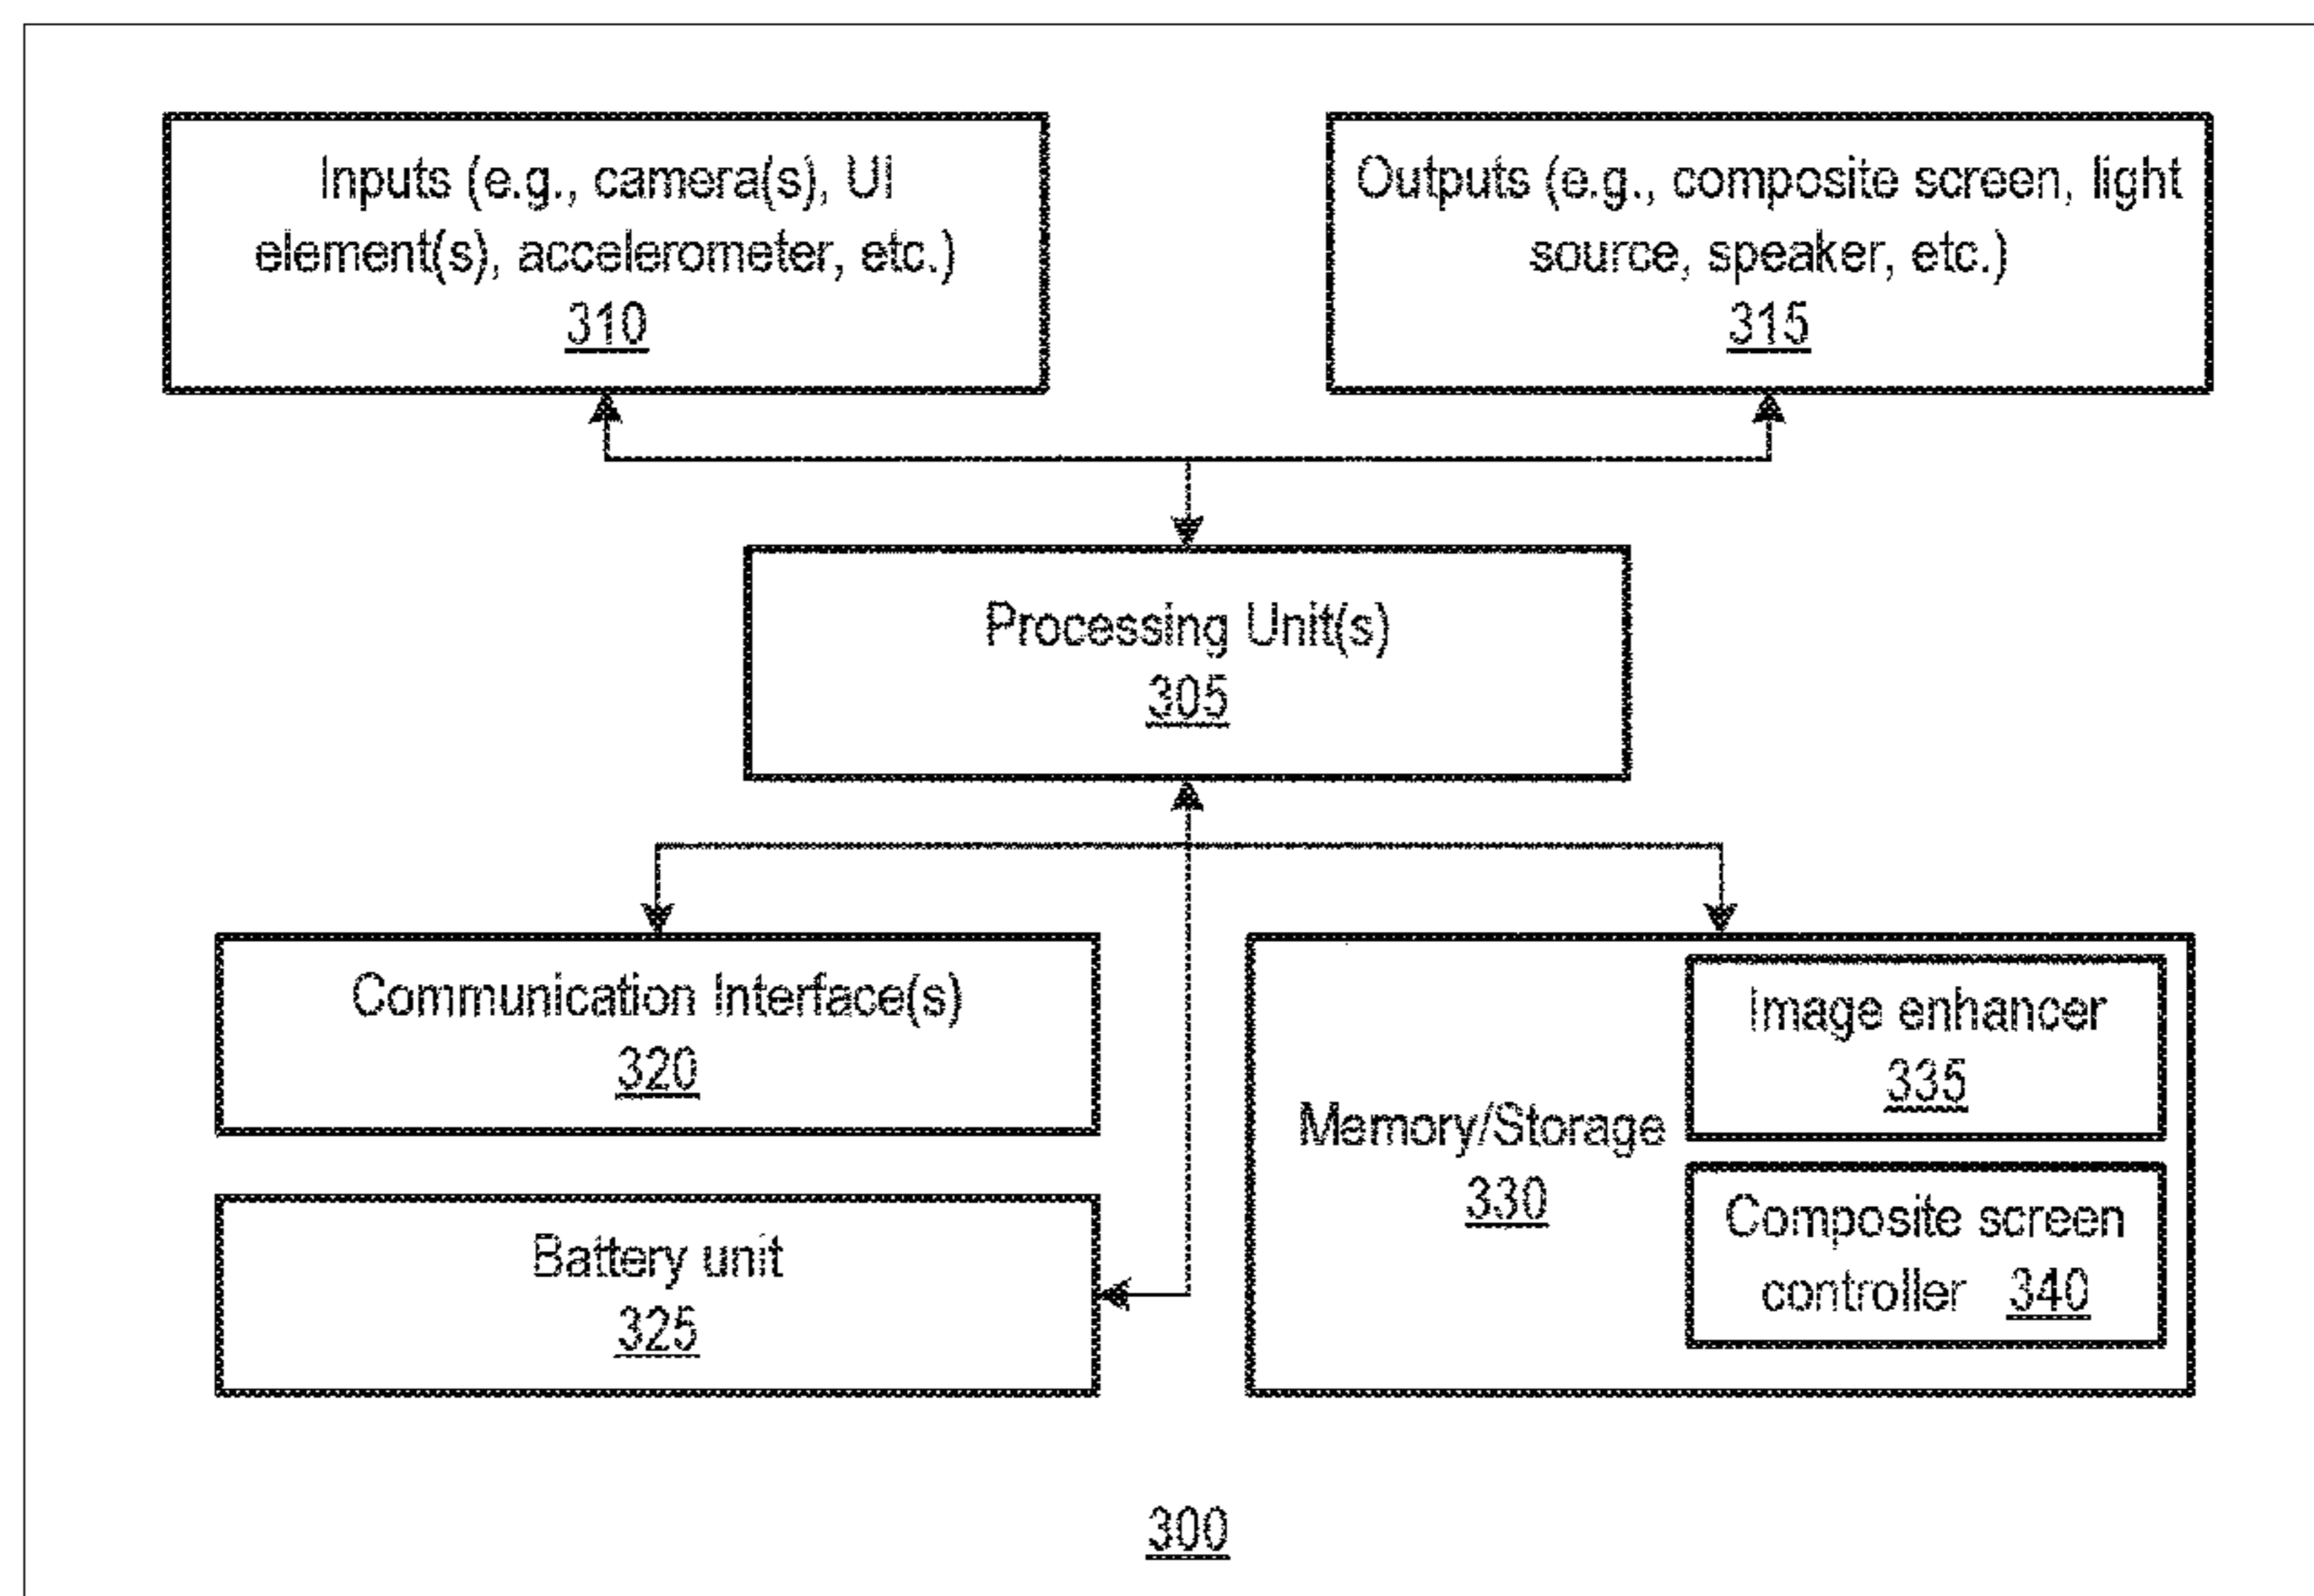 Inputs (e.g., camera(s), UI
element(s), accelerometer, etc.)
310
Outputs (e.g., composite screen, light
source, speaker, etc.)
315
Processing Unit(s)
305
Communication Interface(s)
320
Battery unit
325
Memory/Storage
330
Image enhancer
335
Composite screen
controller 340
300